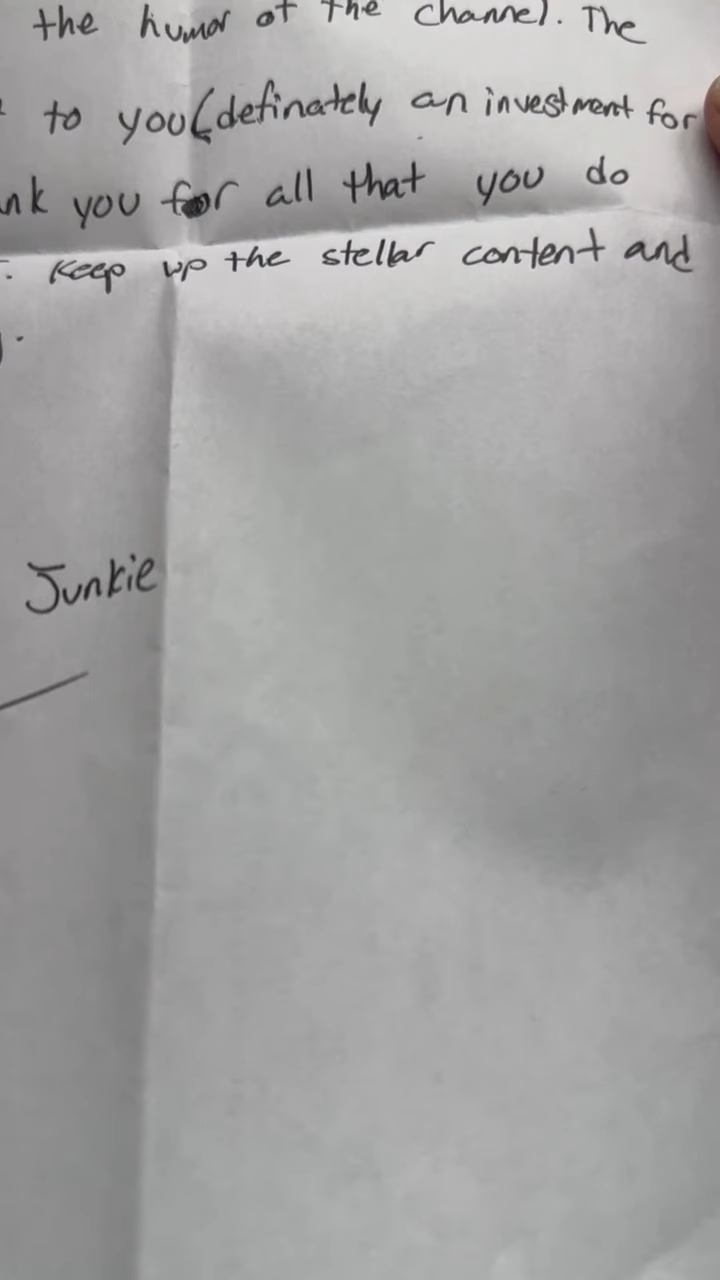 the humor of the channel. The
to you(definately an investment for
you for all that you do
Keep up the stellar content and
Junkie